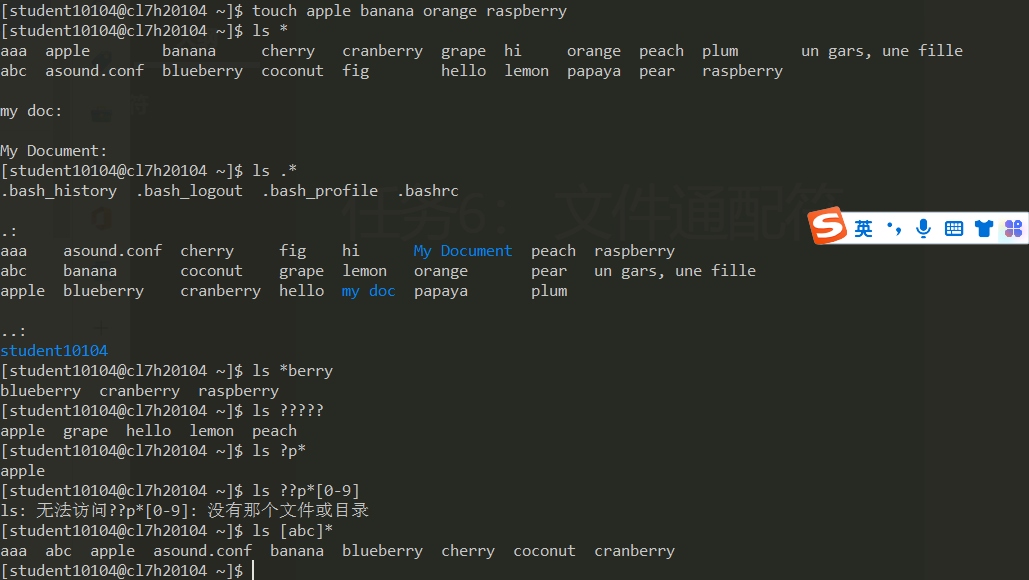 [student10104@cl7h20104 ~]$ touch apple banana orange raspberry
[student10104@cl7h20104 ~]$ ls *
aaa  apple        banana     cherry   cranberry  grape  hi     orange  peach  plum       un gars, une fille
abc  asound.conf  blueberry  coconut  fig        hello  lemon  papaya  pear   raspberry
my doc:
My Document:
[student10104@cl7h20104 ~]$ ls .*
.bash_history  .bash_logout  .bash_profile  .bashrc
.:
aaa    asound.conf  cherry     fig    hi      My Document  peach  raspberry
abc    banana       coconut    grape  lemon   orange       pear   un gars, une fille
apple  blueberry    cranberry  hello  my doc  papaya       plum
..:
student10104
[student10104@cl7h20104 ~]$ ls *berry
blueberry  cranberry  raspberry
[student10104@cl7h20104 ~]$ ls ?????
apple  grape  hello  lemon  peach
[student10104@cl7h20104 ~]$ ls ?p*
apple
[student10104@cl7h20104 ~]$ ls ??p*[0-9]
ls: 无法访问??p*[0-9]: 没有那个文件或目录
[student10104@cl7h20104 ~]$ ls [abc]*
aaa  abc  apple  asound.conf  banana  blueberry  cherry  coconut  cranberry
[student10104@cl7h20104 ~]$
任务6: 文件通配符
S 英